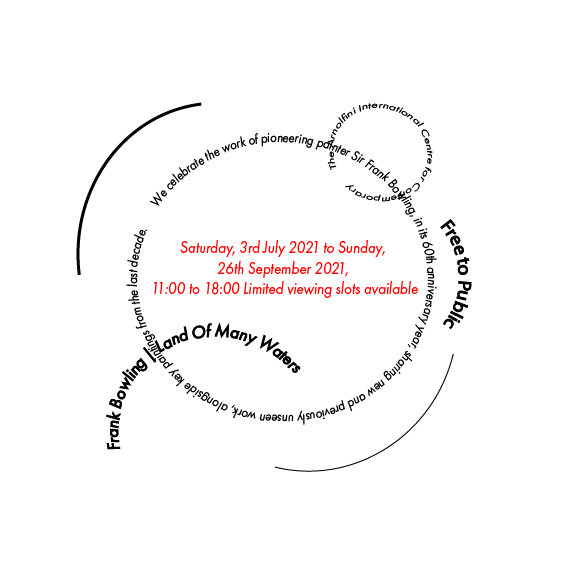 The Arnolfini International Centre for Contemporary
We celebrate the work of pioneering painter Sir Frank Bowling, in its 60th anniversary year, sharing new and previously unseen work, alongside key paintings from the last decade.
Free to Public
Saturday, 3rd July 2021 to Sunday,
26th September 2021,
11:00 to 18:00 Limited viewing slots available
Frank Bowling | Land Of Many Waters